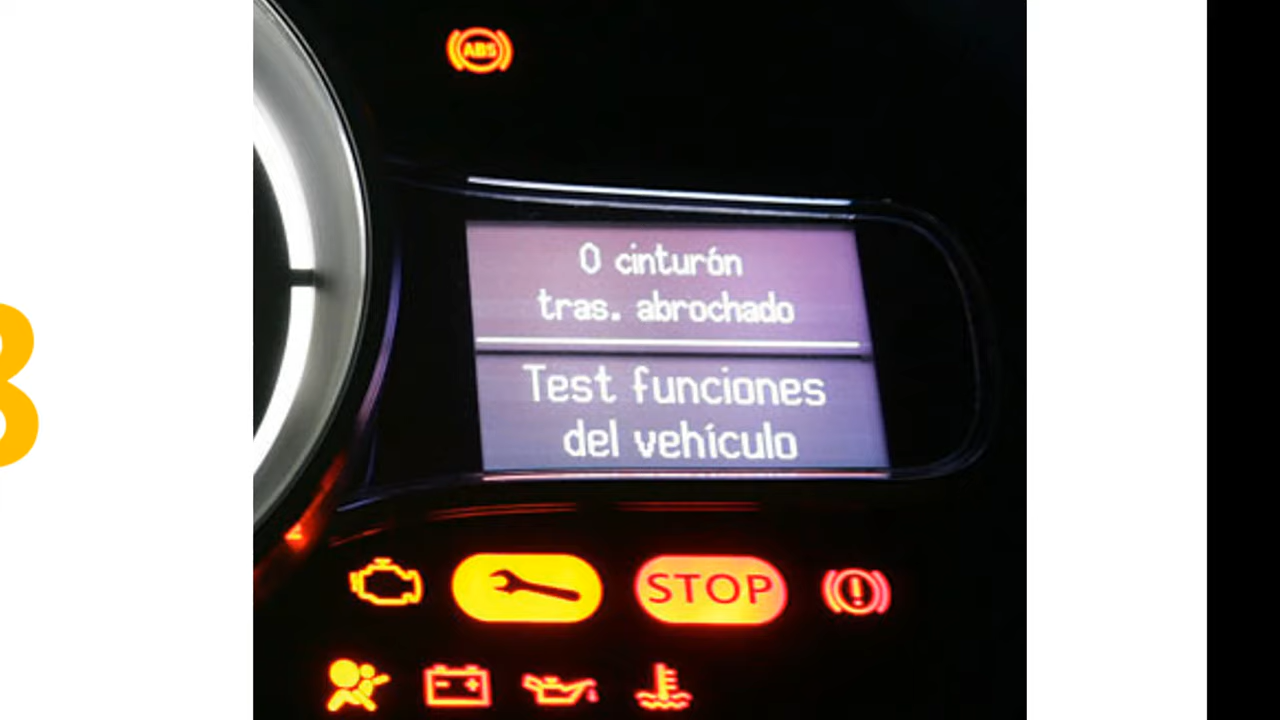 ABS
0 cinturón
tras. abrochado
Test funciones
del vehículo
STOP